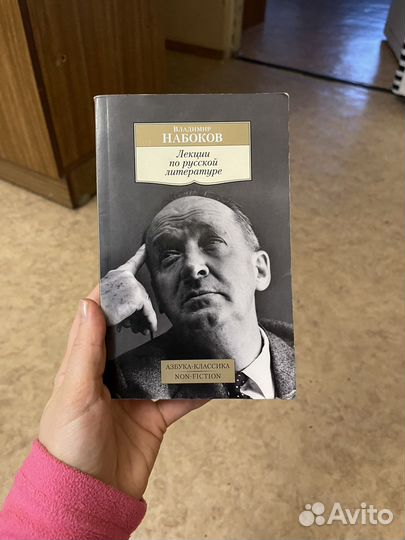 Владимир
НАБОКОВ
Лекции
по русской
литературе
АЗБУКА-КЛАССИКА
NON-FICTION
Avito